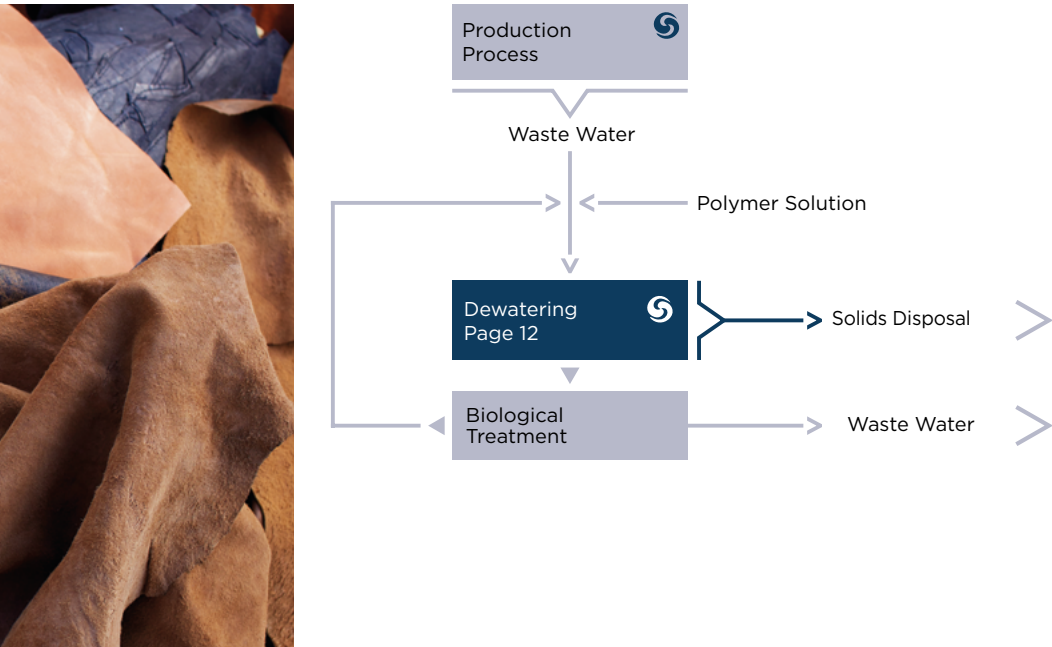 Production
Process
Waste Water
Polymer Solution
Dewatering
Page 12
Solids Disposal
Biological
Treatment
Waste Water